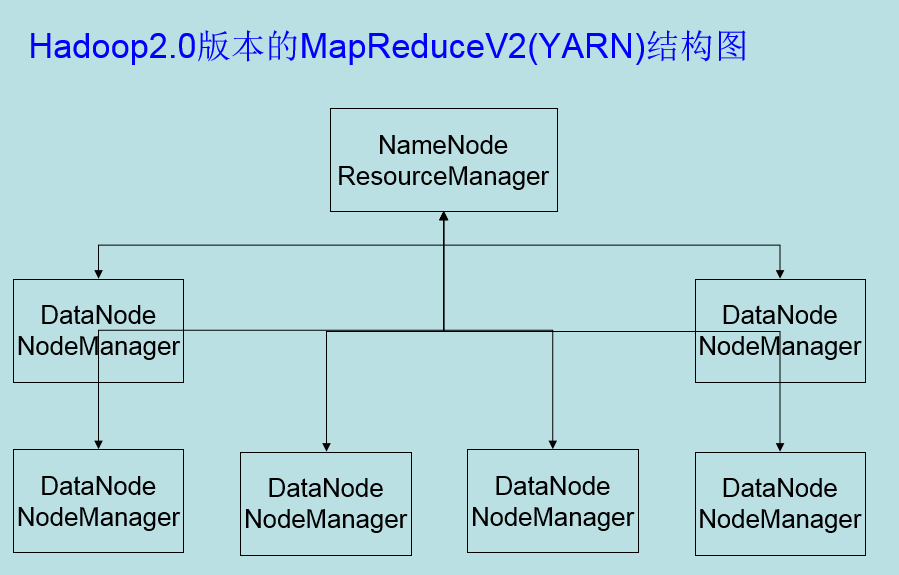 Hadoop2.0版本的MapReduceV2(YARN)结构图
NameNode
ResourceManager
DataNode
NodeManager
DataNode
NodeManager
DataNode
NodeManager
DataNode
NodeManager
DataNode
NodeManager
DataNode
NodeManager